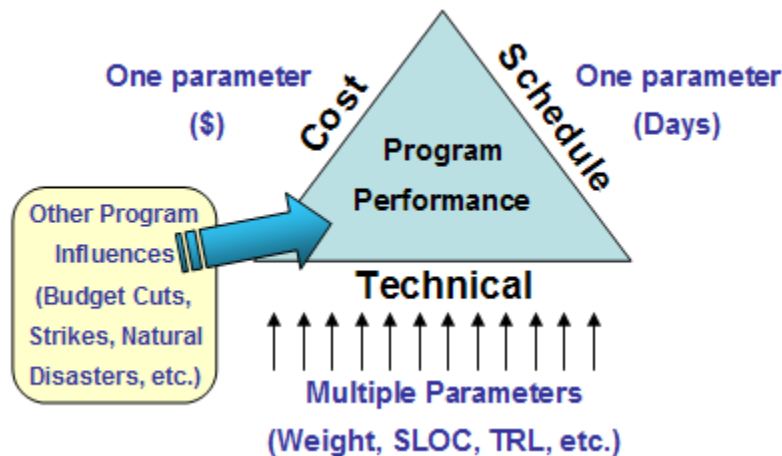 One parameter
($)
Cost
Schedule
One parameter
(Days)
Program
Performance
Other Program
Influences
(Budget Cuts,
Strikes, Natural
Disasters, etc.)
Technical
Multiple Parameters
(Weight, SLOC, TRL, etc.)